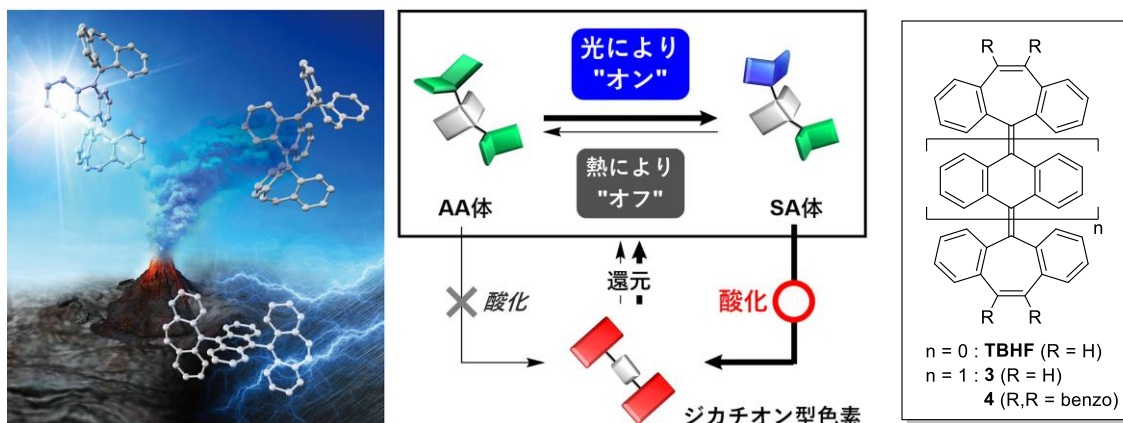 光により
"オン"
熱により
"オフ"
AA体
SA体
還元
酸化
酸化
ジカチオン型色素
R
R
n
R
R
n = 0 : TBHF (R = H)
n = 1 : 3 (R = H)
4 (R,R = benzo)